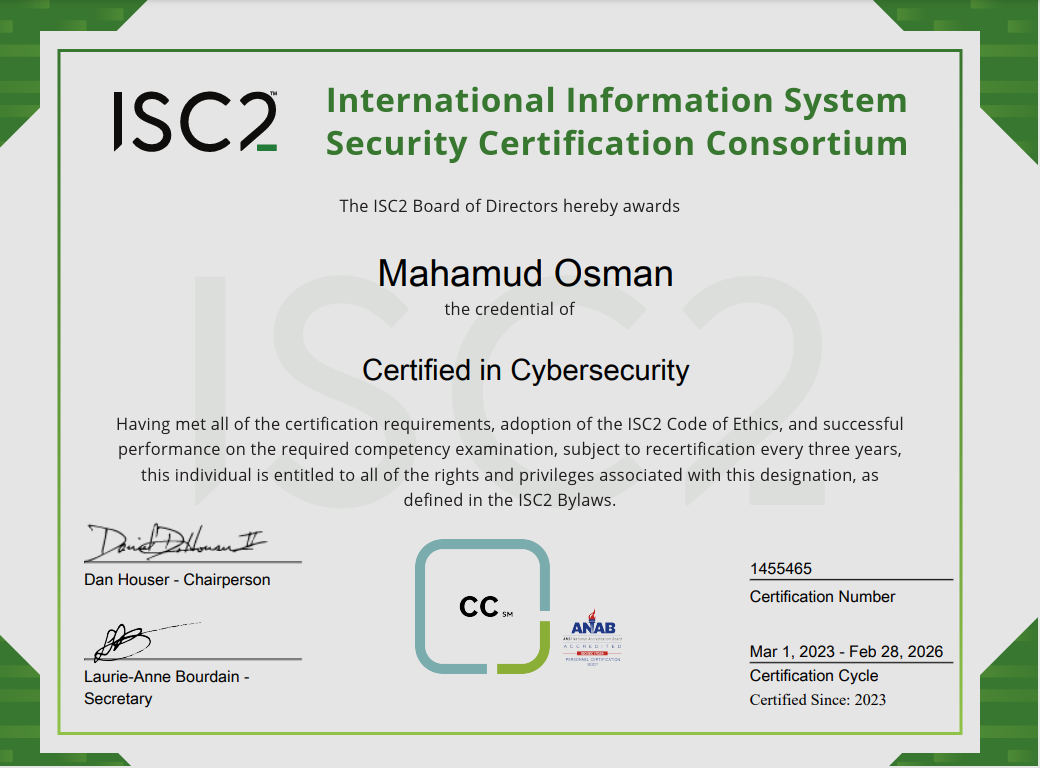 ISC2™
International Information System
Security Certification Consortium
The ISC2 Board of Directors hereby awards
Mahamud Osman
the credential of
Certified in Cybersecurity
Having met all of the certification requirements, adoption of the ISC2 Code of Ethics, and successful
performance on the required competency examination, subject to recertification every three years,
this individual is entitled to all of the rights and privileges associated with this designation, as
defined in the ISC2 Bylaws.
Dan Houser - Chairperson
Laurie-Anne Bourdain -
Secretary
CC SM
ANAB
ANSI National Accreditation Board
ACCREDITED
PERSONNEL CERTIFICATION
1455465
Certification Number
Mar 1, 2023 - Feb 28, 2026
Certification Cycle
Certified Since: 2023